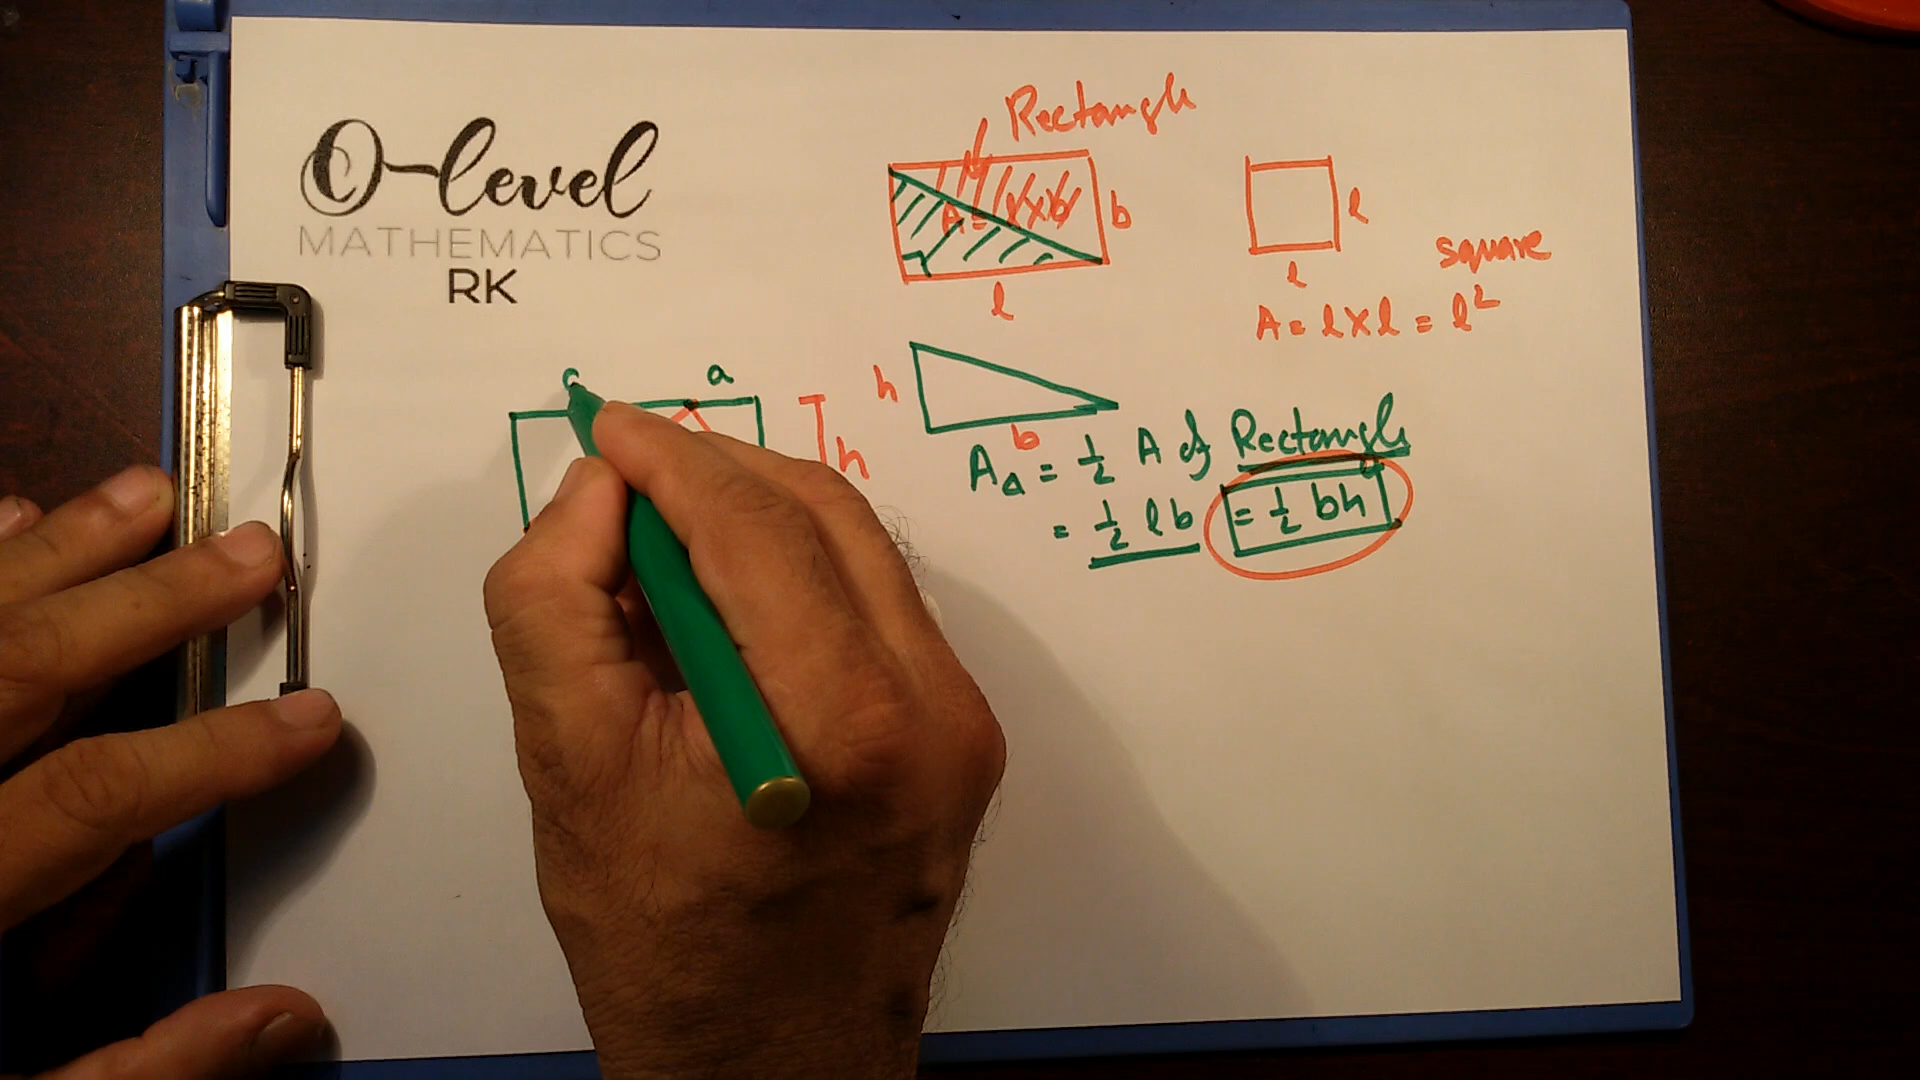 O-level
MATHEMATICS
RK
Rectangle
A = l x b
b
l
l
l
square
A = l x l = l²
a
h
h
b
A△ = ½ A of Rectangle
= ½ l b
= ½ bh